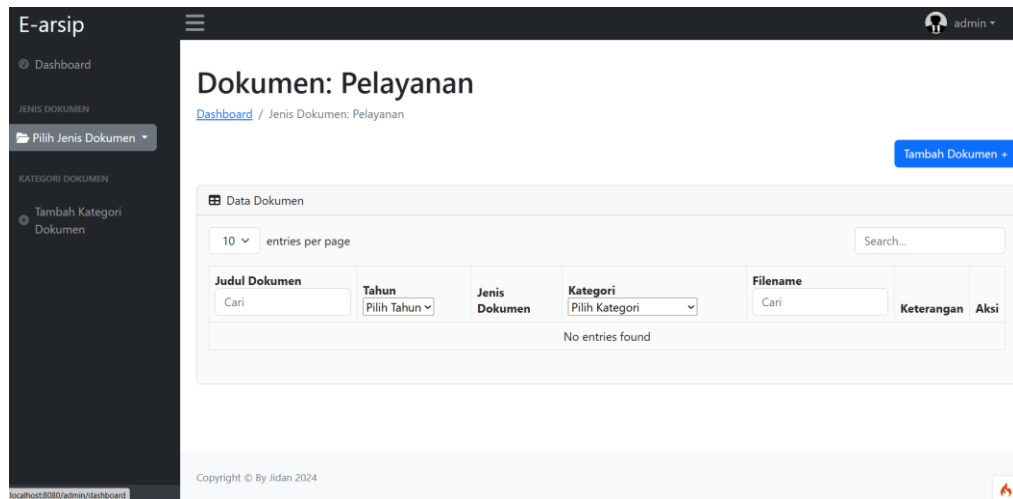 E-arsip
admin
Dashboard
JENIS DOKUMEN
Pilih Jenis Dokumen
KATEGORI DOKUMEN
Tambah Kategori
Dokumen
Dokumen: Pelayanan
Dashboard / Jenis Dokumen: Pelayanan
Tambah Dokumen +
Data Dokumen
10 entries per page
Search...
Judul Dokumen
Cari
Tahun
Pilih Tahun
Jenis
Dokumen
Kategori
Pilih Kategori
Filename
Cari
Keterangan
Aksi
No entries found
Copyright © By Jidan 2024
localhost:8080/admin/dashboard